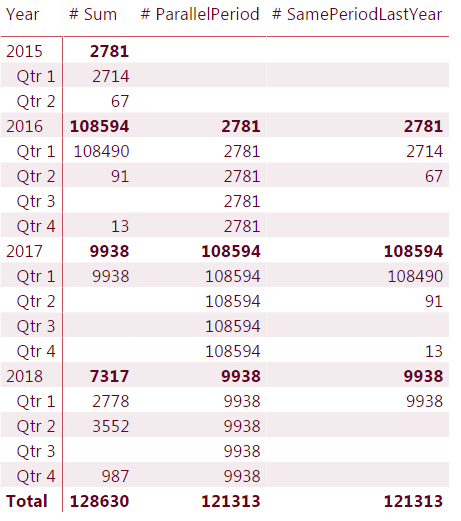 Year # Sum # ParallelPeriod # SamePeriodLastYear
2015 2781
Qtr 1 2714
Qtr 2 67
2016 108594 2781 2781
Qtr 1 108490 2781 2714
Qtr 2 91 2781 67
Qtr 3 2781
Qtr 4 13 2781
2017 9938 108594 108594
Qtr 1 9938 108594 108490
Qtr 2 108594 91
Qtr 3 108594
Qtr 4 108594 13
2018 7317 9938 9938
Qtr 1 2778 9938 9938
Qtr 2 3552 9938
Qtr 3 9938
Qtr 4 987 9938
Total 128630 121313 121313